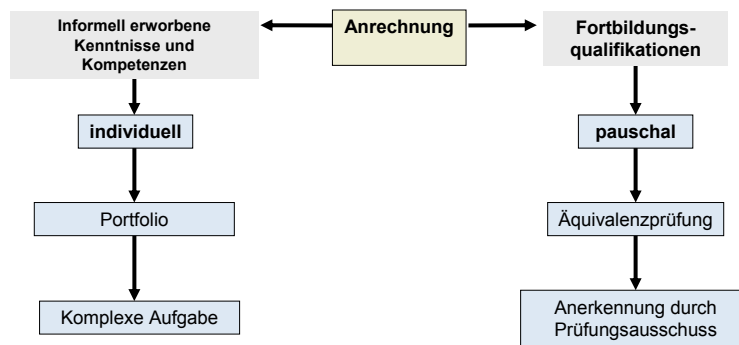 Informell erworbene
Kenntnisse und
Kompetenzen
Anrechnung
Fortbildungs-
qualifikationen
individuell
pauschal
Portfolio
Äquivalenzprüfung
Komplexe Aufgabe
Anerkennung durch
Prüfungsausschuss